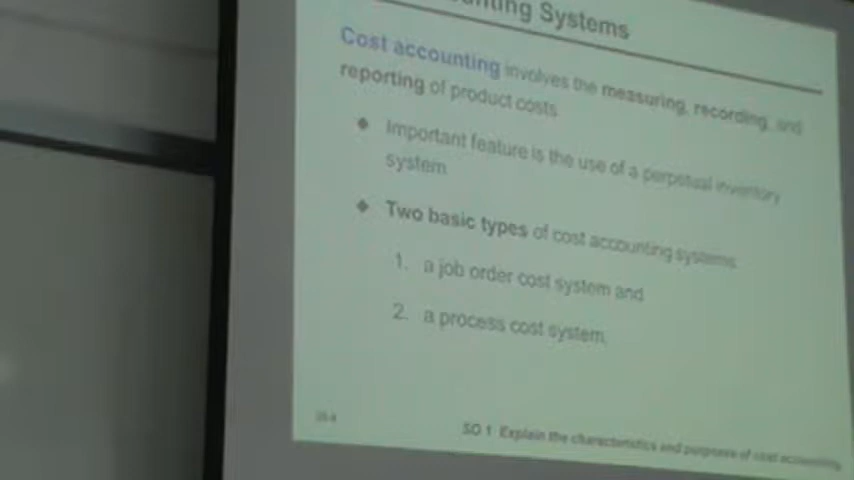 unting Systems
Cost accounting involves the measuring, recording, and
reporting of product costs.
◆ Important feature is the use of a perpetual inventory
system.
◆ Two basic types of cost accounting systems:
1. a job order cost system and
2. a process cost system.
SO 1 Explain the characteristics and purposes of cost accounting.